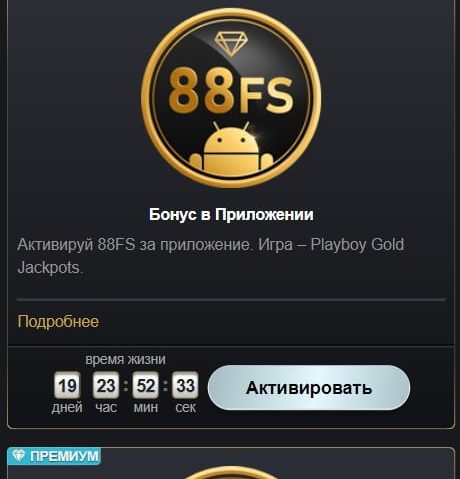 88FS
Бонус в Приложении
Активируй 88FS за приложение. Игра – Playboy Gold
Jackpots.
Подробнее
время жизни
19 23 : 52 : 33
дней час мин сек
Активировать
ПРЕМИУМ